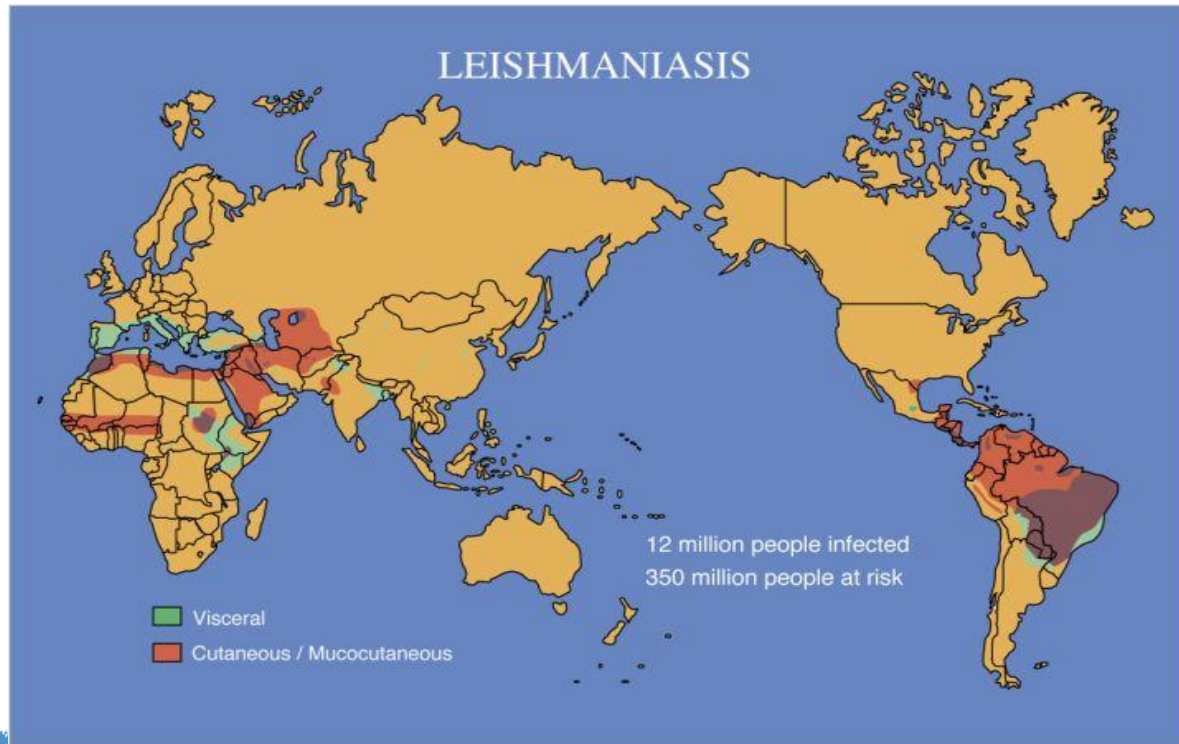 LEISHMANIASIS
12 million people infected
350 million people at risk
Visceral
Cutaneous / Mucocutaneous